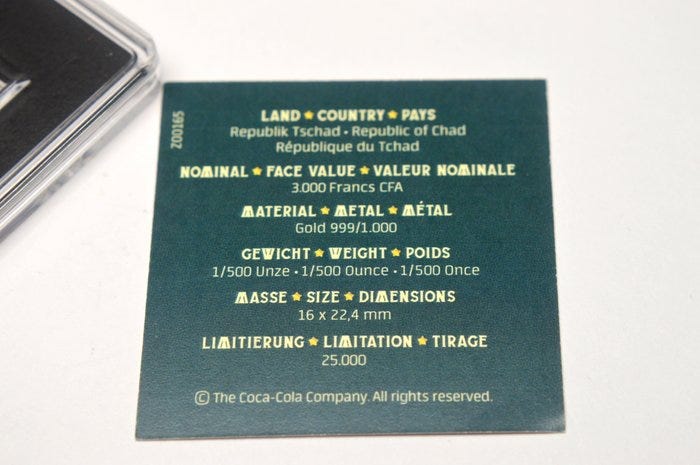 Z00165
LAND ★ COUNTRY ★ PAYS
Republik Tschad • Republic of Chad
République du Tchad
NOMINAL ★ FACE VALUE ★ VALEUR NOMINALE
3.000 Francs CFA
MATERIAL ★ METAL ★ MÉTAL
Gold 999/1.000
GEWICHT ★ WEIGHT ★ POIDS
1/500 Unze • 1/500 Ounce • 1/500 Once
MASSE ★ SIZE ★ DIMENSIONS
16 x 22,4 mm
LIMITIERUNG ★ LIMITATION ★ TIRAGE
25.000
© The Coca-Cola Company. All rights reserved.